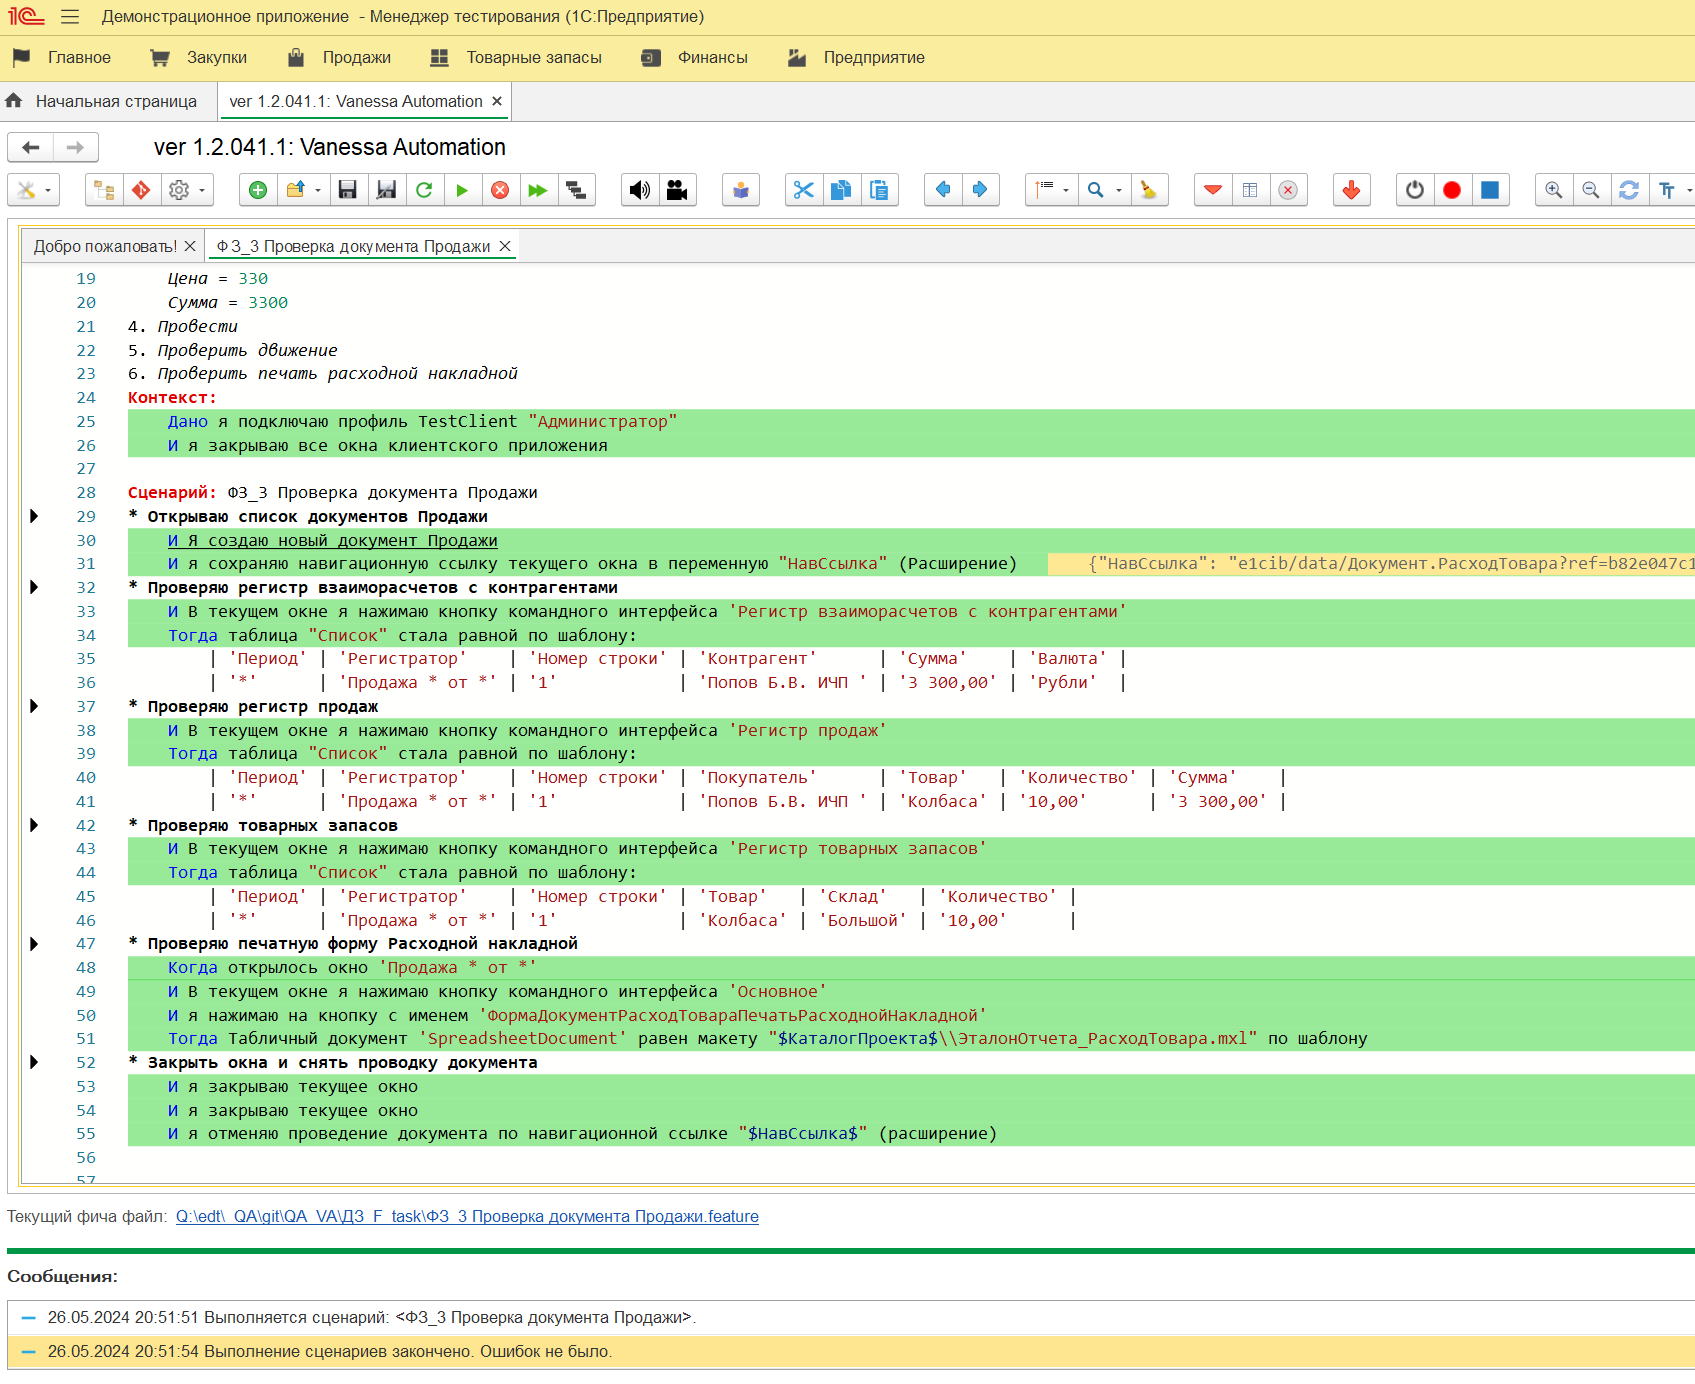 1С Демонстрационное приложение - Менеджер тестирования (1С:Предприятие)
Главное Закупки Продажи Товарные запасы Финансы Предприятие
Начальная страница ver 1.2.041.1: Vanessa Automation ×
ver 1.2.041.1: Vanessa Automation
Добро пожаловать! × ФЗ_3 Проверка документа Продажи ×
19 Цена = 330
20 Сумма = 3300
21 4. Провести
22 5. Проверить движение
23 6. Проверить печать расходной накладной
24 Контекст:
25 Дано я подключаю профиль TestClient "Администратор"
26 И я закрываю все окна клиентского приложения
27
28 Сценарий: ФЗ_3 Проверка документа Продажи
29 * Открываю список документов Продажи
30 И Я создаю новый документ Продажи
31 И я сохраняю навигационную ссылку текущего окна в переменную "НавСсылка" (Расширение) {"НавСсылка": "e1cib/data/Документ.РасходТовара?ref=b82e047c1
32 * Проверяю регистр взаиморасчетов с контрагентами
33 И В текущем окне я нажимаю кнопку командного интерфейса 'Регистр взаиморасчетов с контрагентами'
34 Тогда таблица "Список" стала равной по шаблону:
35 | 'Период' | 'Регистратор' | 'Номер строки' | 'Контрагент' | 'Сумма' | 'Валюта' |
36 | '*' | 'Продажа * от *' | '1' | 'Попов Б.В. ИЧП ' | '3 300,00' | 'Рубли' |
37 * Проверяю регистр продаж
38 И В текущем окне я нажимаю кнопку командного интерфейса 'Регистр продаж'
39 Тогда таблица "Список" стала равной по шаблону:
40 | 'Период' | 'Регистратор' | 'Номер строки' | 'Покупатель' | 'Товар' | 'Количество' | 'Сумма' |
41 | '*' | 'Продажа * от *' | '1' | 'Попов Б.В. ИЧП ' | 'Колбаса' | '10,00' | '3 300,00' |
42 * Проверяю товарных запасов
43 И В текущем окне я нажимаю кнопку командного интерфейса 'Регистр товарных запасов'
44 Тогда таблица "Список" стала равной по шаблону:
45 | 'Период' | 'Регистратор' | 'Номер строки' | 'Товар' | 'Склад' | 'Количество' |
46 | '*' | 'Продажа * от *' | '1' | 'Колбаса' | 'Большой' | '10,00' |
47 * Проверяю печатную форму Расходной накладной
48 Когда открылось окно 'Продажа * от *'
49 И В текущем окне я нажимаю кнопку командного интерфейса 'Основное'
50 И я нажимаю на кнопку с именем 'ФормаДокументРасходТовараПечатьРасходнойНакладной'
51 Тогда Табличный документ 'SpreadsheetDocument' равен макету "$КаталогПроекта$\\ЭталонОтчета_РасходТовара.mxl" по шаблону
52 * Закрыть окна и снять проводку документа
53 И я закрываю текущее окно
54 И я закрываю текущее окно
55 И я отменяю проведение документа по навигационной ссылке "$НавСсылка$" (расширение)
56
57
Текущий фича файл: Q:\edt\_QA\git\QA_VA\ДЗ_F_task\ФЗ_3 Проверка документа Продажи.feature
Сообщения:
26.05.2024 20:51:51 Выполняется сценарий: <ФЗ_3 Проверка документа Продажи>.
26.05.2024 20:51:54 Выполнение сценариев закончено. Ошибок не было.